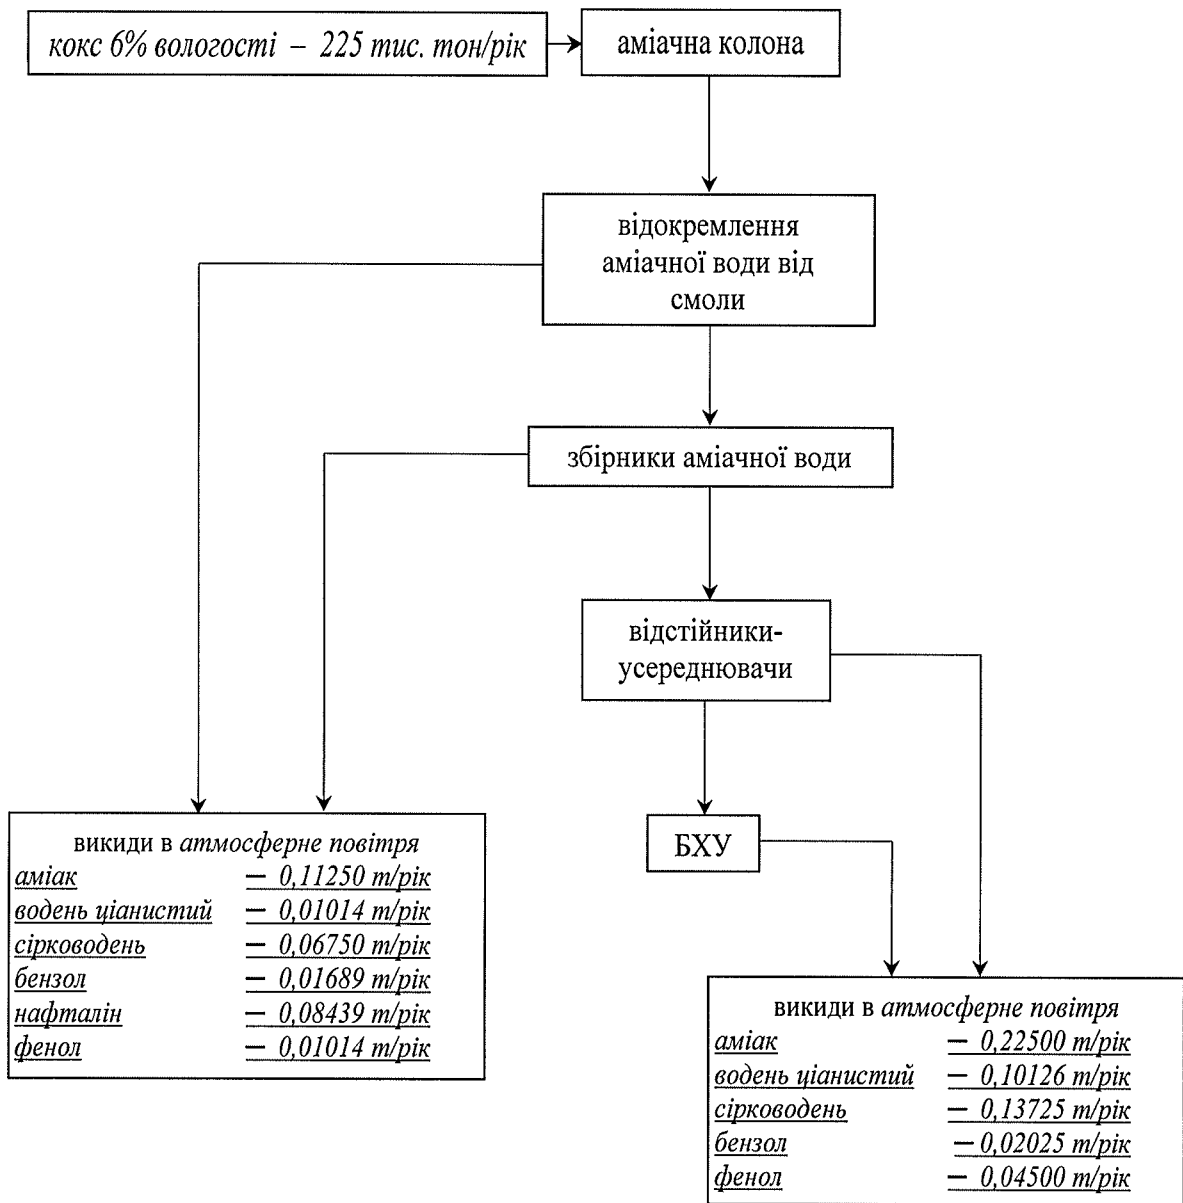 кокс 6% вологості – 225 тис. тон/рік
аміачна колона
відокремлення
аміачної води від
смоли
збірники аміачної води
відстійники-
усереднювачи
БХУ
викиди в атмосферне повітря
аміак – 0,11250 т/рік
водень ціанистий – 0,01014 т/рік
сірководень – 0,06750 т/рік
бензол – 0,01689 т/рік
нафталін – 0,08439 т/рік
фенол – 0,01014 т/рік
викиди в атмосферне повітря
аміак – 0,22500 т/рік
водень ціанистий – 0,10126 т/рік
сірководень – 0,13725 т/рік
бензол – 0,02025 т/рік
фенол – 0,04500 т/рік